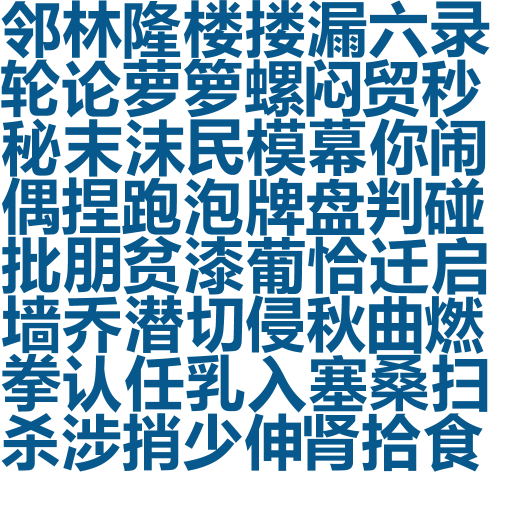 邻林隆楼搂漏六录
轮论萝箩螺闷贸秒
秘末沫民模幕你闹
偶捏跑泡牌盘判碰
批朋贫漆葡恰迁启
墙乔潜切侵秋曲燃
拳认任乳入塞桑扫
杀涉捎少伸肾拾食